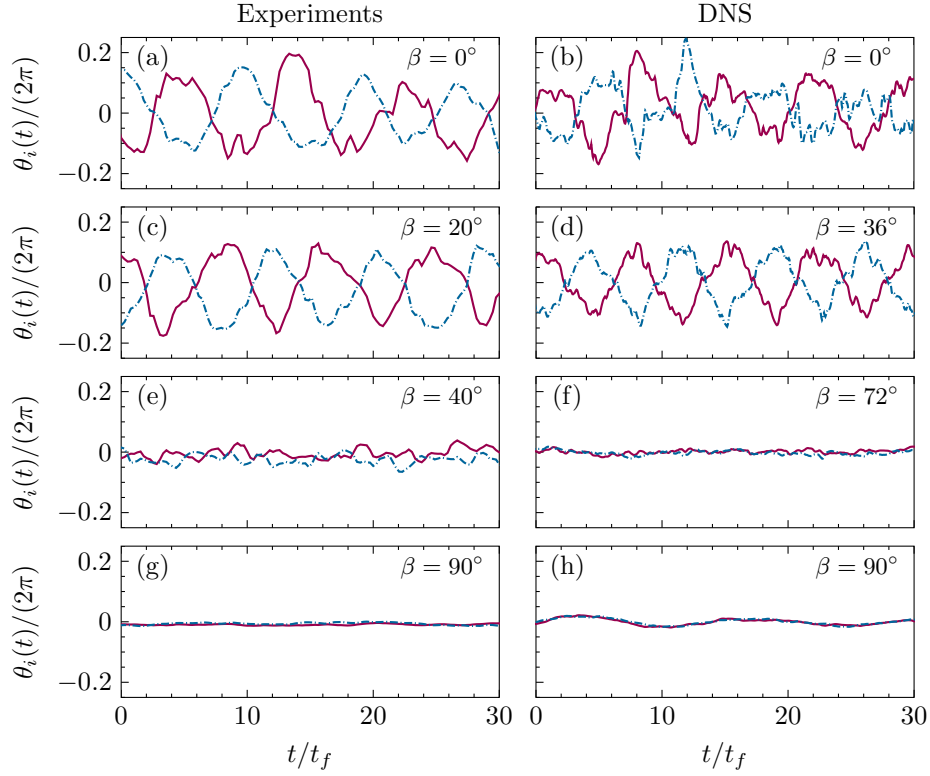 Experiments DNS
(a) β = 0° (b) β = 0°
0.2
0
−0.2
θi(t)/(2π)
(c) β = 20° (d) β = 36°
0.2
0
−0.2
θi(t)/(2π)
(e) β = 40° (f) β = 72°
0.2
0
−0.2
θi(t)/(2π)
(g) β = 90° (h) β = 90°
0.2
0
−0.2
θi(t)/(2π)
0 10 20 30 0 10 20 30
t/tf t/tf